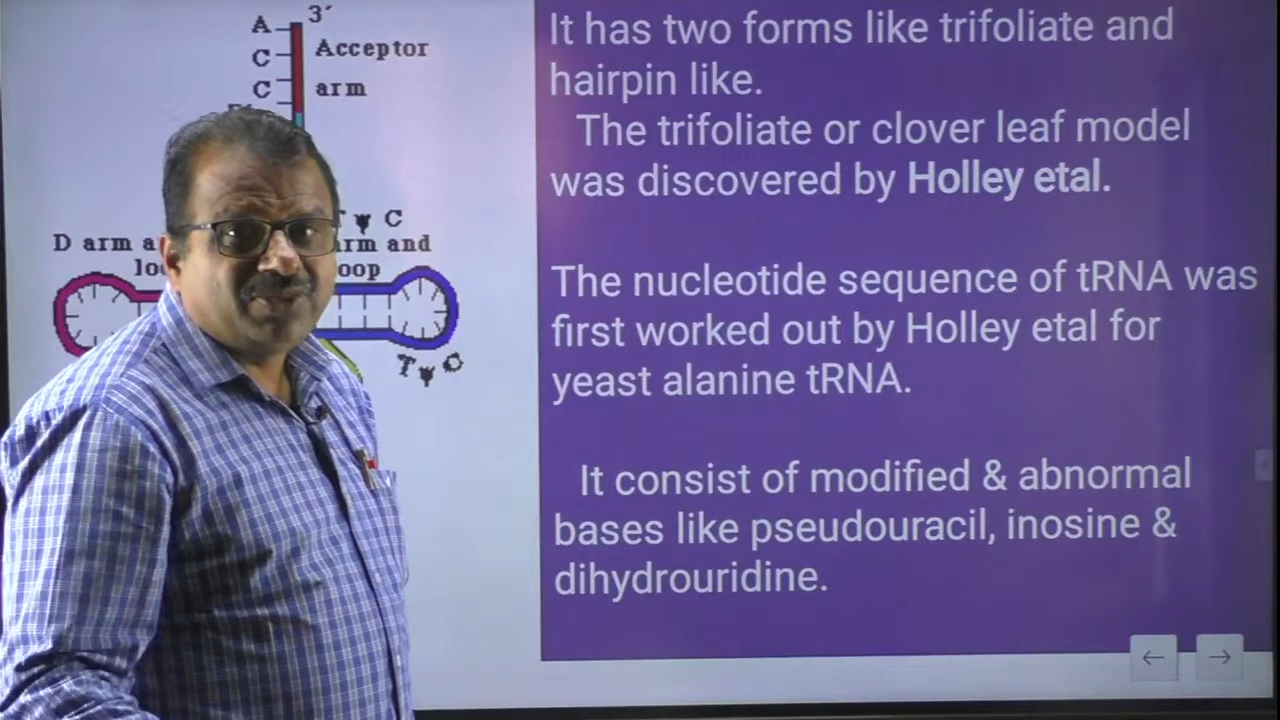 3´
A
C
C
Acceptor
arm
C
D arm a
arm and
oop
T ψ C
It has two forms like trifoliate and
hairpin like.
The trifoliate or clover leaf model
was discovered by Holley etal.
The nucleotide sequence of tRNA was
first worked out by Holley etal for
yeast alanine tRNA.
It consist of modified & abnormal
bases like pseudouracil, inosine &
dihydrouridine.
← →